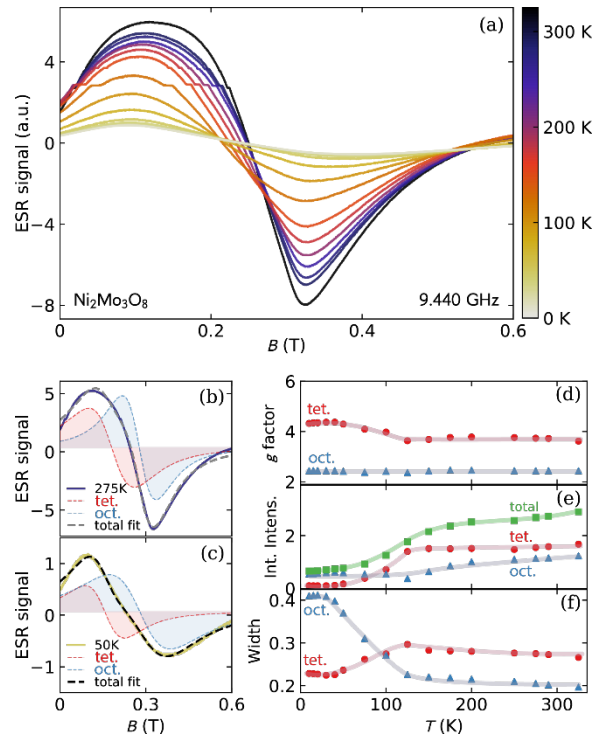 (a)
ESR signal (a.u.)
4
0
−4
−8
Ni₂Mo₃O₈
9.440 GHz
0
0.2
0.4
0.6
B (T)
300 K
200 K
100 K
0 K
(b)
ESR signal
5
0
−5
275K
tet.
oct.
total fit
(c)
ESR signal
1
0
−1
50K
tet.
oct.
total fit
0
0.3
0.6
B (T)
(d)
g factor
6
4
2
tet.
oct.
(e)
Int. Intens.
2
0
total
tet.
oct.
(f)
Width
0.4
0.3
0.2
oct.
tet.
0
100
200
300
T (K)